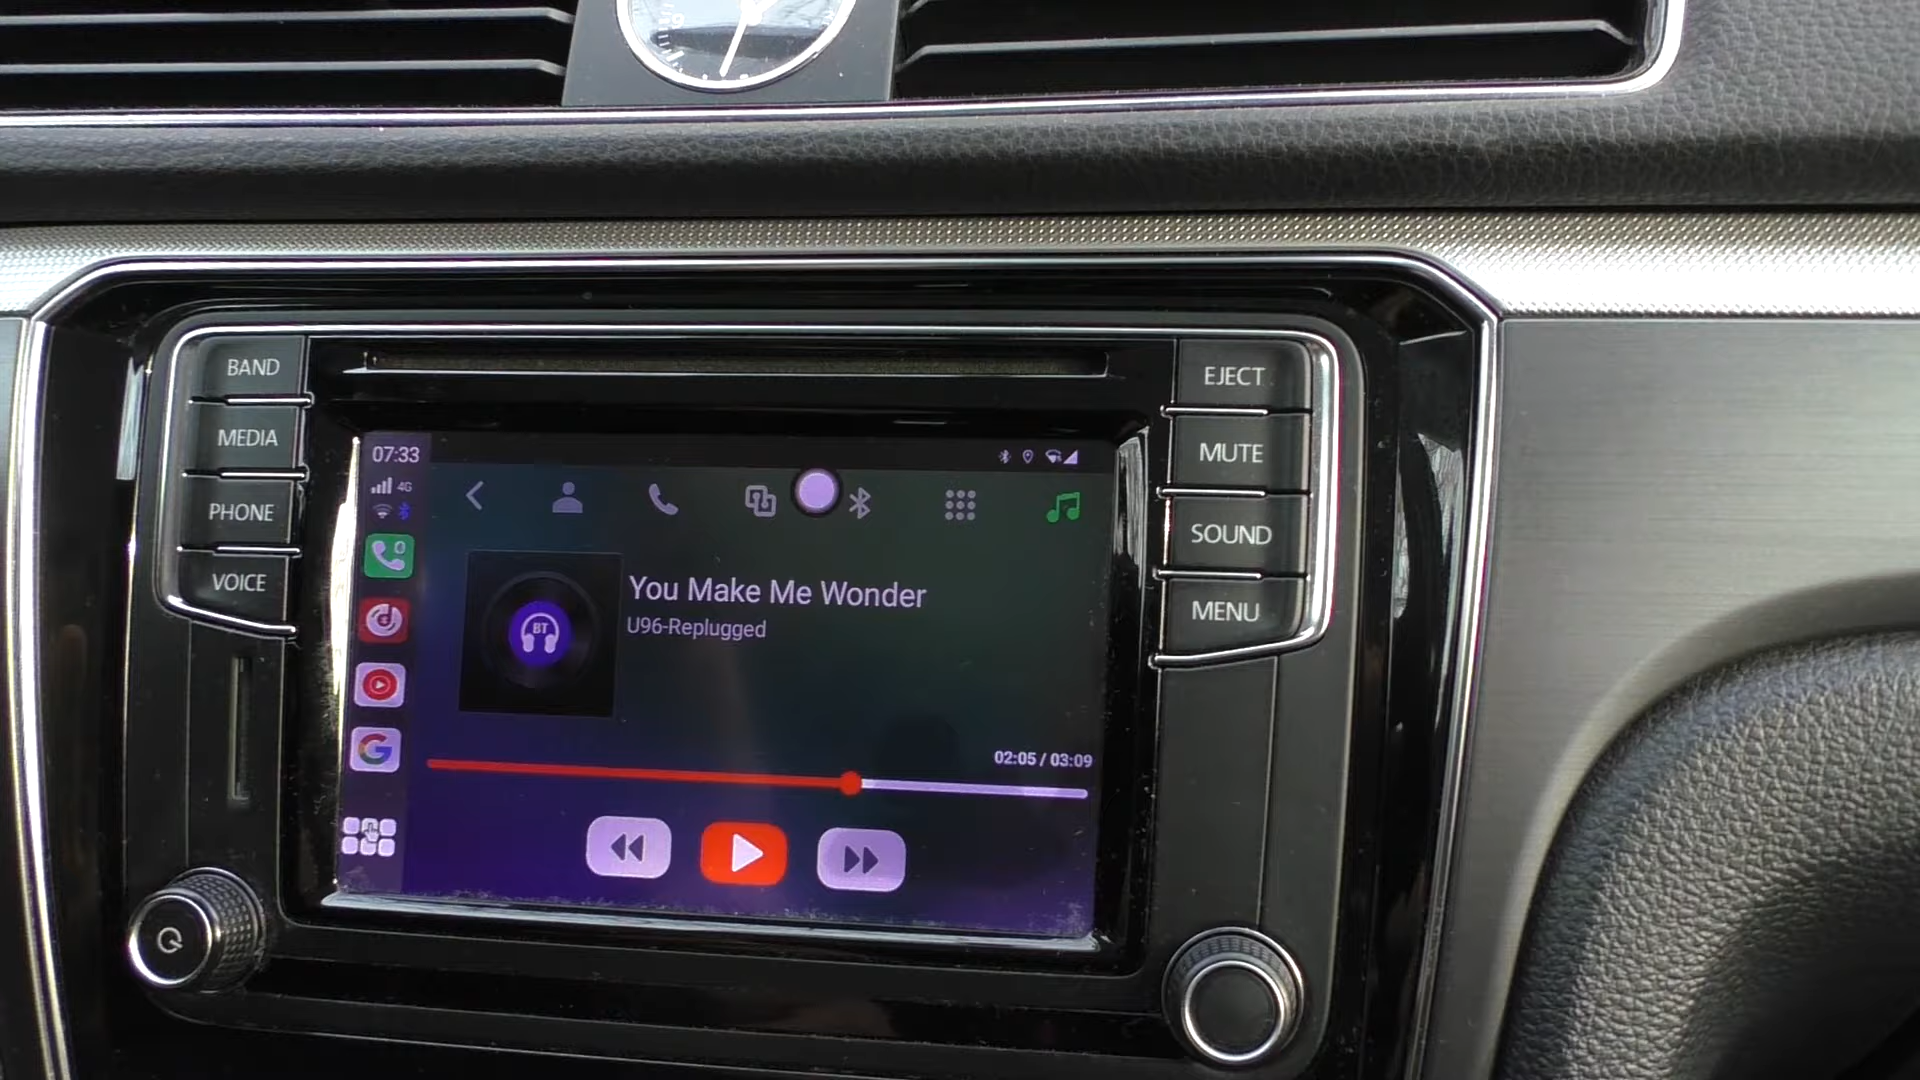 BAND
MEDIA
PHONE
VOICE
EJECT
MUTE
SOUND
MENU
07:33
4G
BT
You Make Me Wonder
U96-Replugged
02:05 / 03:09
G